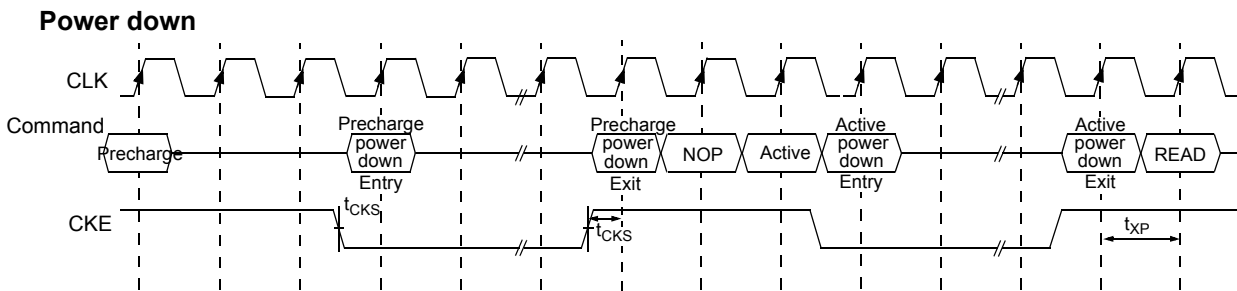 Power down
CLK
Command
Precharge
Precharge
power
down
Entry
Precharge
power
down
Exit
NOP
Active
Active
power
down
Entry
Active
power
down
Exit
READ
CKE
tCKS
tCKS
tXP